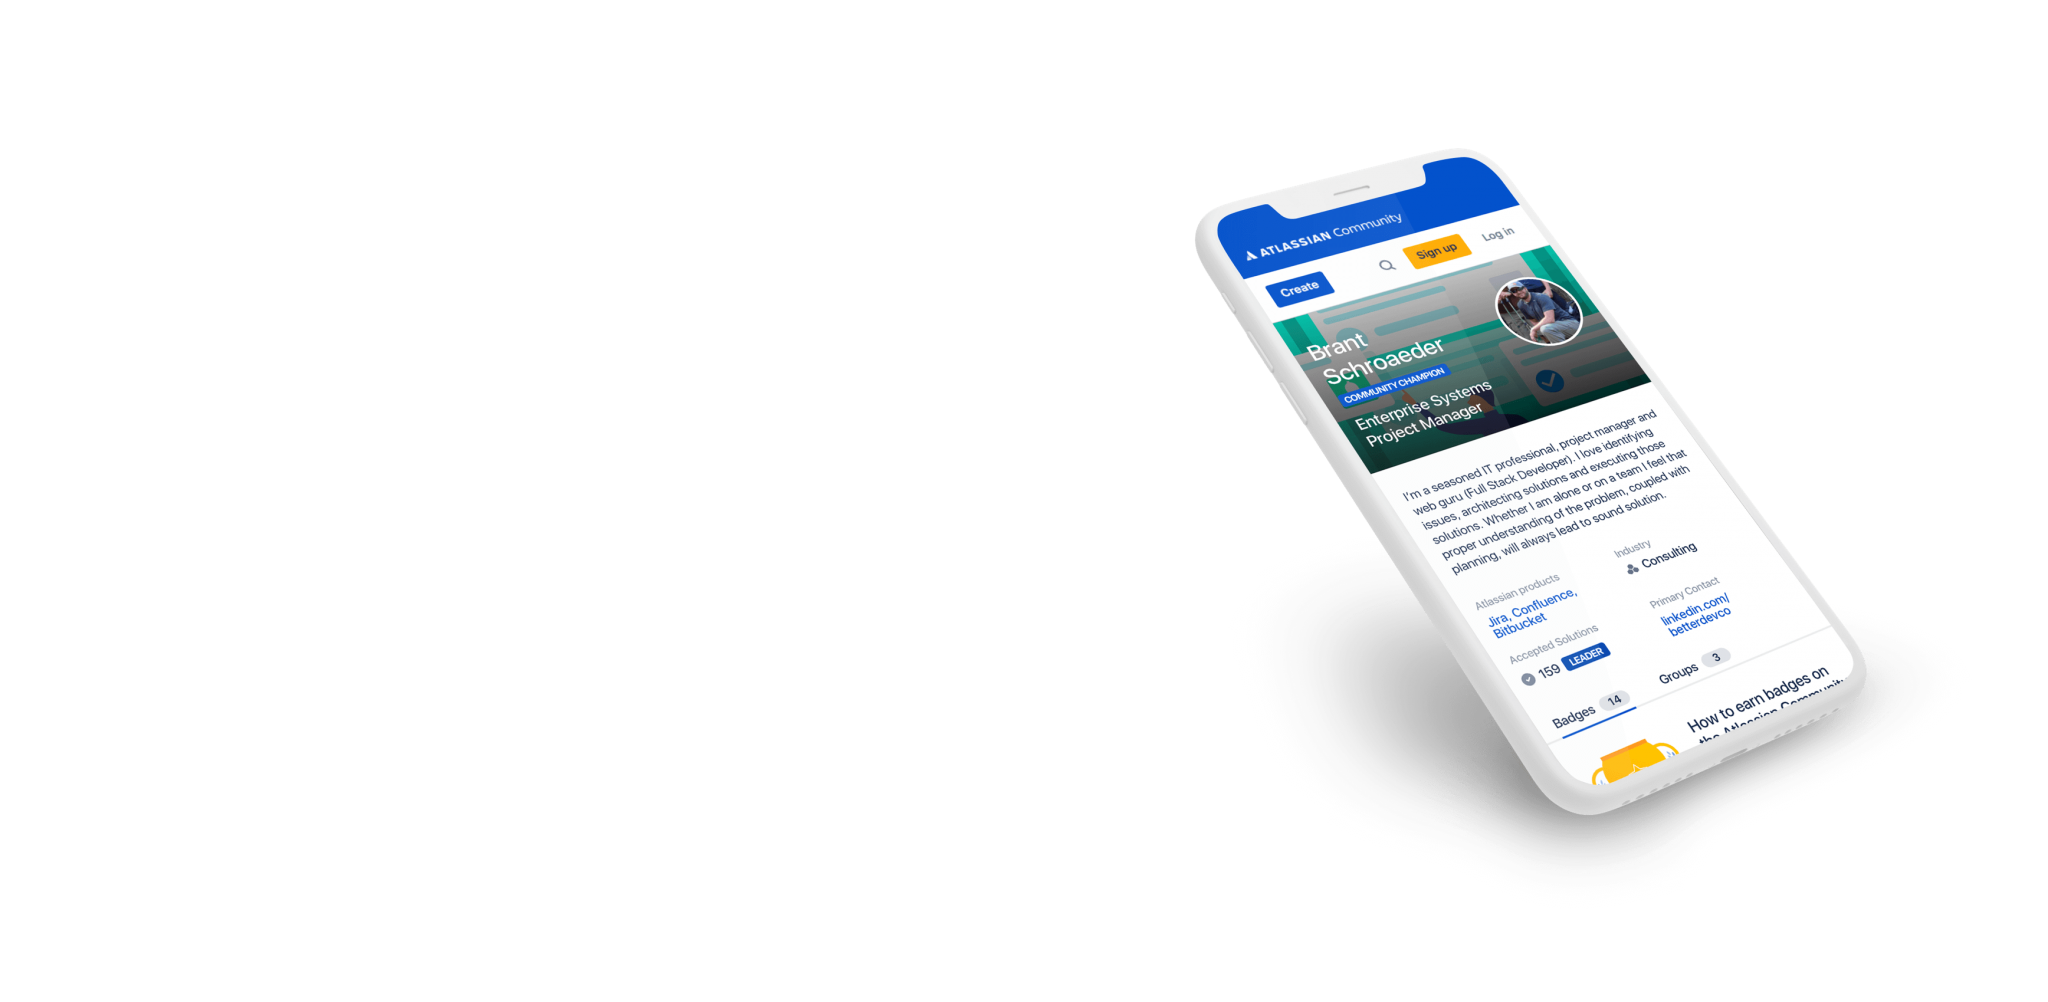 ATLASSIAN Community
Create
Sign up
Log in
Brant
Schroaeder
COMMUNITY CHAMPION
Enterprise Systems
Project Manager
I'm a seasoned IT professional, project manager and
web guru (Full Stack Developer). I love identifying
issues, architecting solutions and executing those
solutions. Whether I am alone or on a team I feel that
proper understanding of the problem, coupled with
planning, will always lead to sound solution.
Atlassian products
Jira, Confluence,
Bitbucket
Industry
Consulting
Accepted Solutions
159 LEADER
Primary Contact
linkedin.com/
betterdevco
Badges 14
Groups 3
How to earn badges on
the Atlassian Community